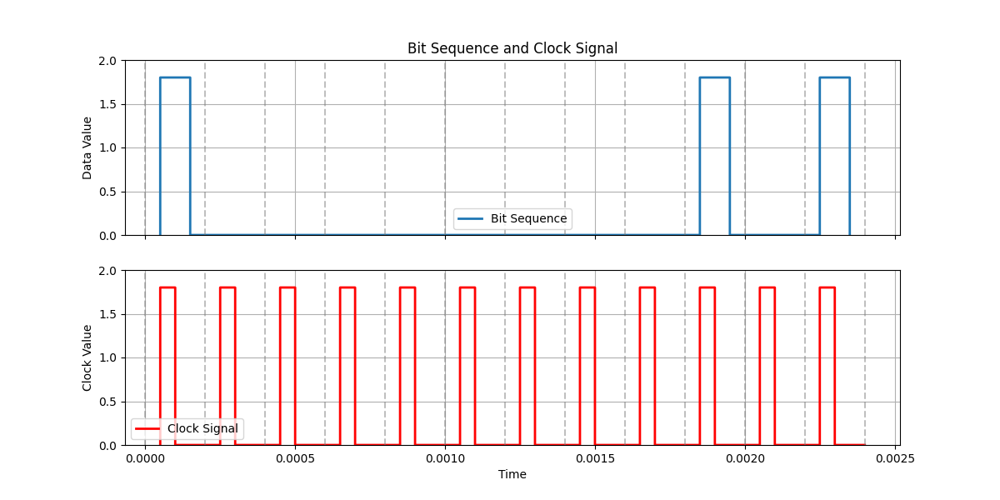 Bit Sequence and Clock Signal
2.0
1.5
1.0
0.5
0.0
Data Value
Bit Sequence
2.0
1.5
1.0
0.5
0.0
Clock Value
Clock Signal
0.0000 0.0005 0.0010 0.0015 0.0020 0.0025
Time